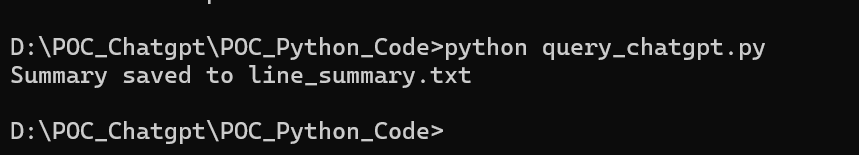 D:\POC_Chatgpt\POC_Python_Code>python query_chatgpt.py
Summary saved to line_summary.txt
D:\POC_Chatgpt\POC_Python_Code>